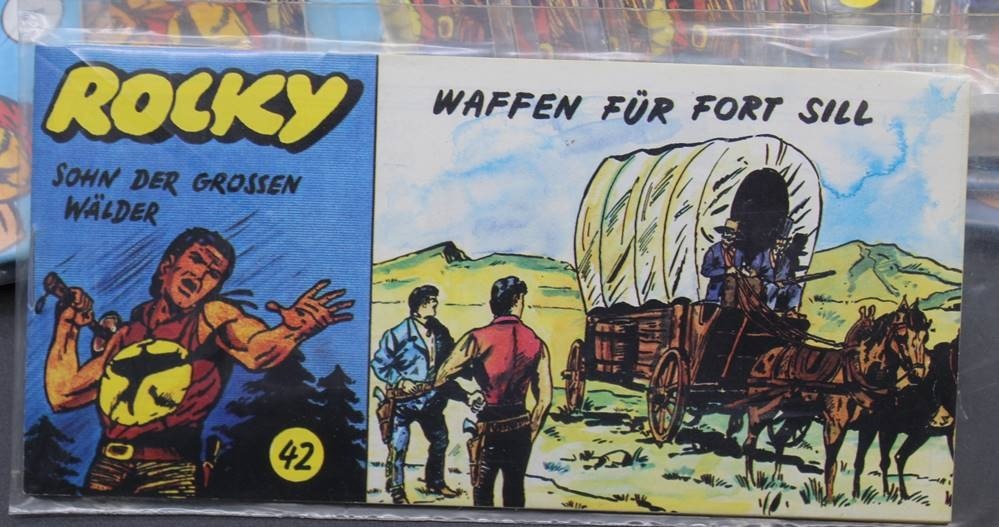 ROCKY
SOHN DER GROSSEN
WÄLDER
42
WAFFEN FÜR FORT SILL